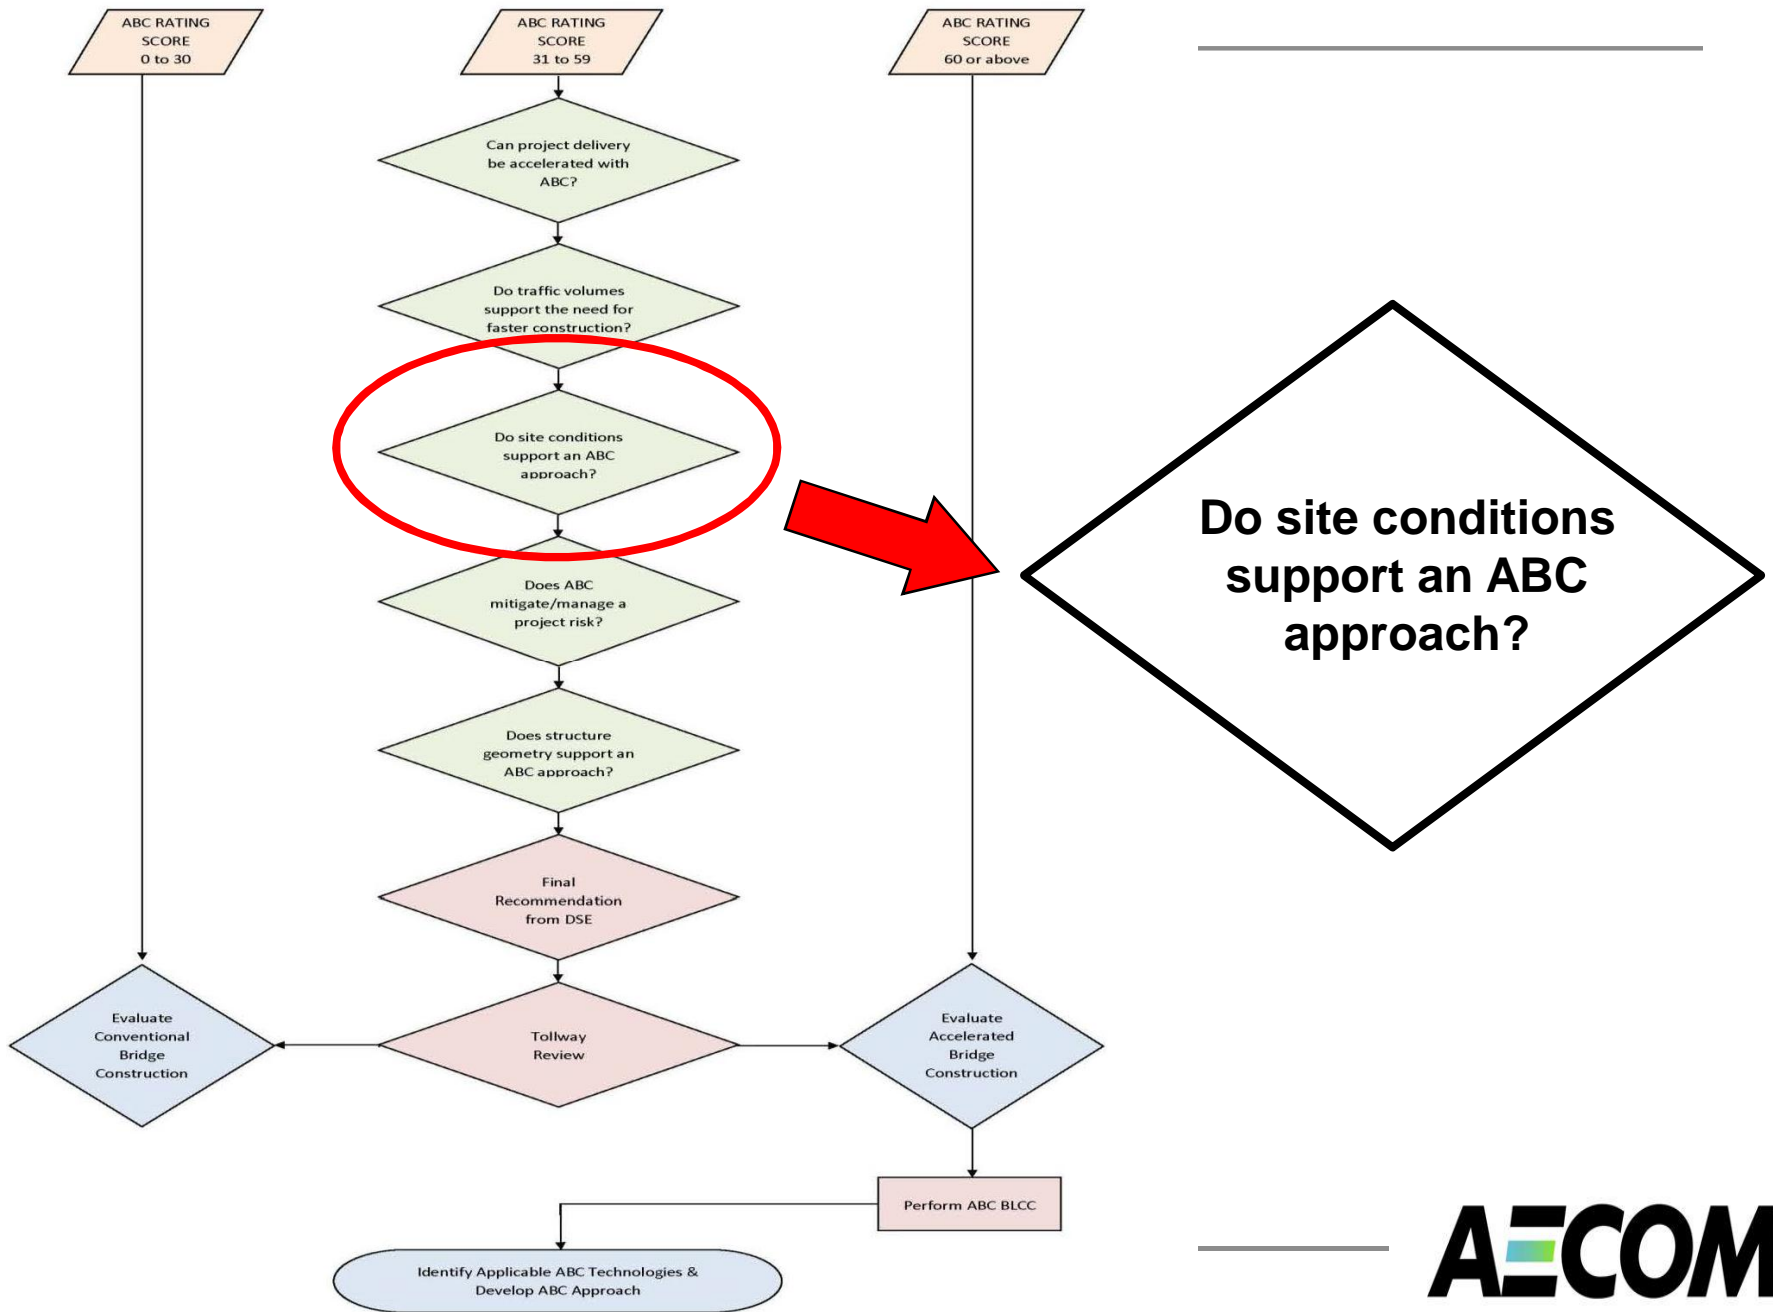 ABC RATING
SCORE
0 to 30
ABC RATING
SCORE
31 to 59
ABC RATING
SCORE
60 or above
Can project delivery
be accelerated with
ABC?
Do traffic volumes
support the need for
faster construction?
Do site conditions
support an ABC
approach?
Do site conditions
support an ABC
approach?
Does ABC
mitigate/manage a
project risk?
Does structure
geometry support an
ABC approach?
Final
Recommendation
from DSE
Evaluate
Conventional
Bridge
Construction
Tollway
Review
Evaluate
Accelerated
Bridge
Construction
Perform ABC BLCC
Identify Applicable ABC Technologies &
Develop ABC Approach
AECOM